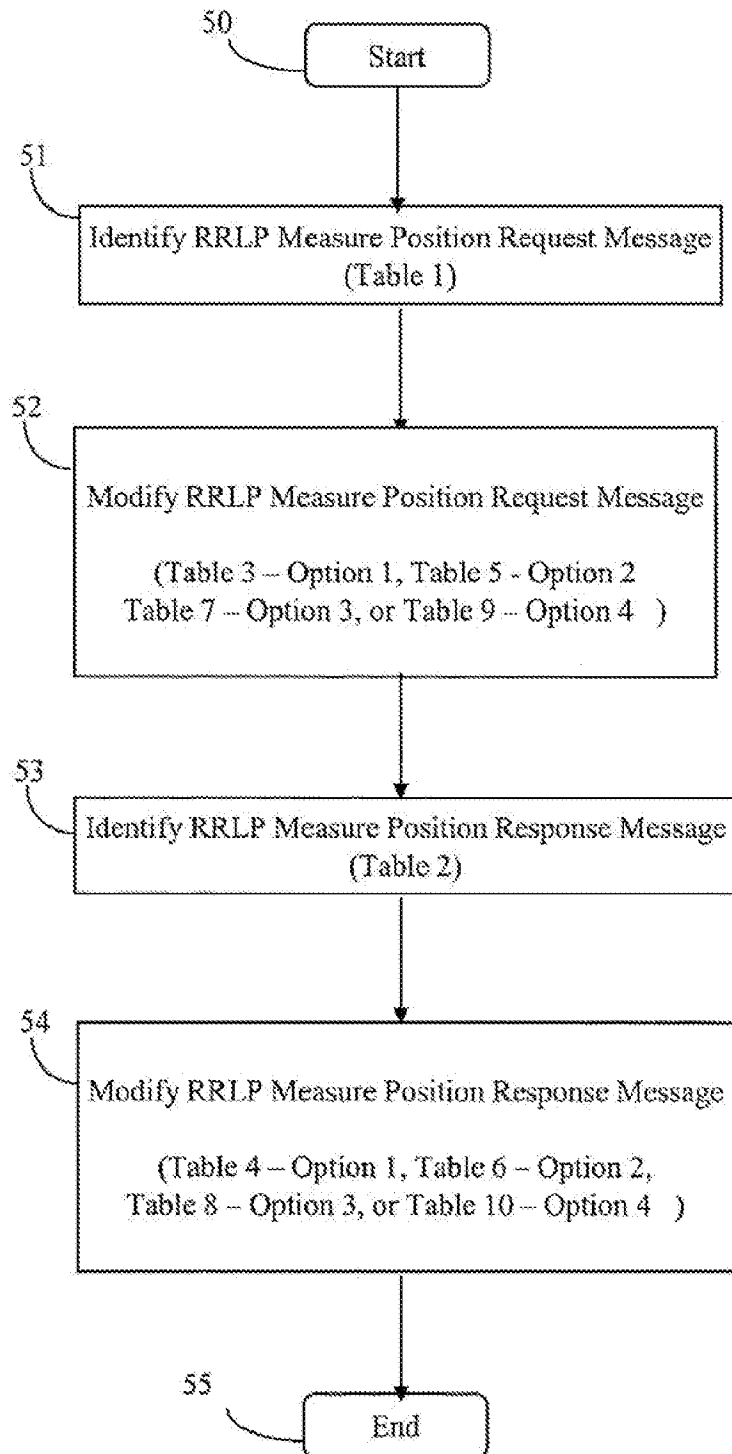 50
Start
51
Identify RRLP Measure Position Request Message
(Table 1)
52
Modify RRLP Measure Position Request Message
(Table 3 – Option 1, Table 5 - Option 2
Table 7 – Option 3, or Table 9 – Option 4 )
53
Identify RRLP Measure Position Response Message
(Table 2)
54
Modify RRLP Measure Position Response Message
(Table 4 – Option 1, Table 6 – Option 2,
Table 8 – Option 3, or Table 10 – Option 4 )
55
End